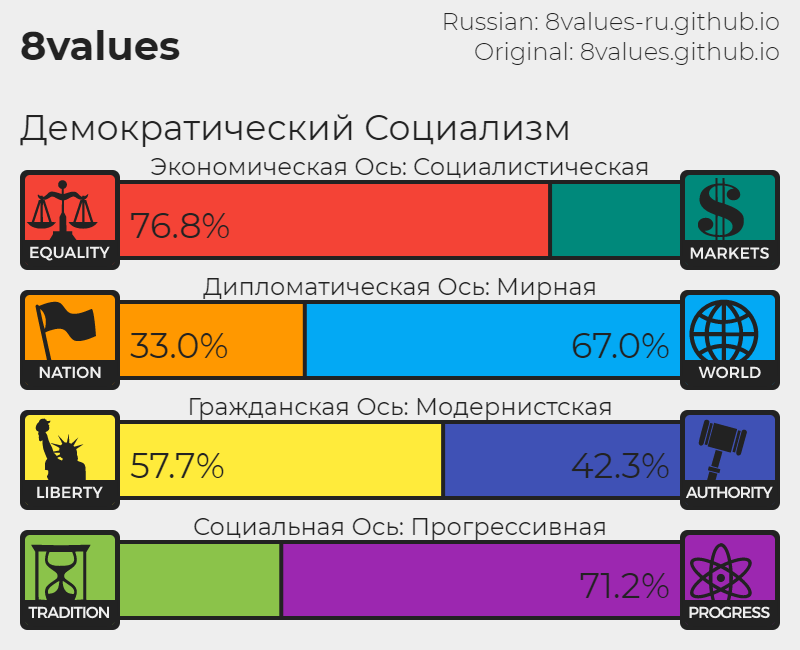 8values
Russian: 8values-ru.github.io
Original: 8values.github.io
Демократический Социализм
Экономическая Ось: Социалистическая
EQUALITY
76.8%
MARKETS
Дипломатическая Ось: Мирная
NATION
33.0%
67.0%
WORLD
Гражданская Ось: Модернистская
LIBERTY
57.7%
42.3%
AUTHORITY
Социальная Ось: Прогрессивная
TRADITION
71.2%
PROGRESS